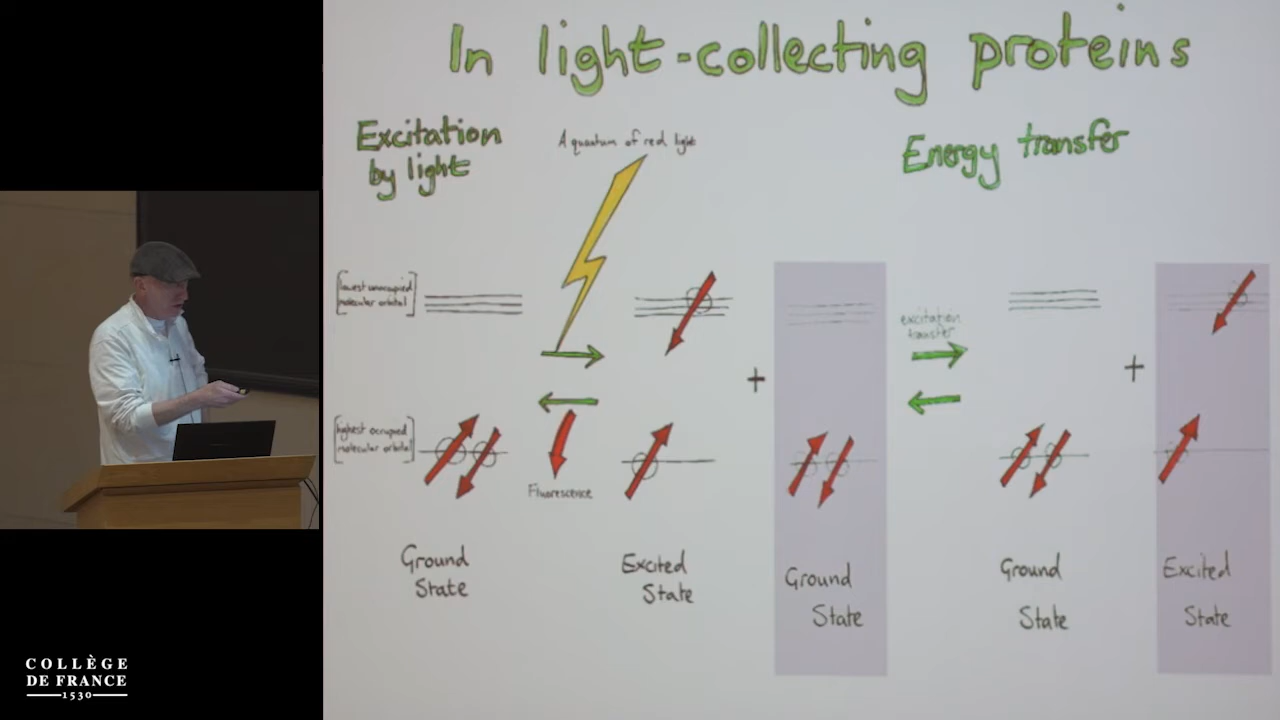 In light-collecting proteins
Excitation
by light
A quantum of red light
Energy transfer
[lowest unoccupied
molecular orbital]
excitation
transfer
+
+
[highest occupied
molecular orbital]
Fluorescence
Ground
State
Excited
State
Ground
State
Ground
State
Excited
State
COLLÈGE
DE FRANCE
1530